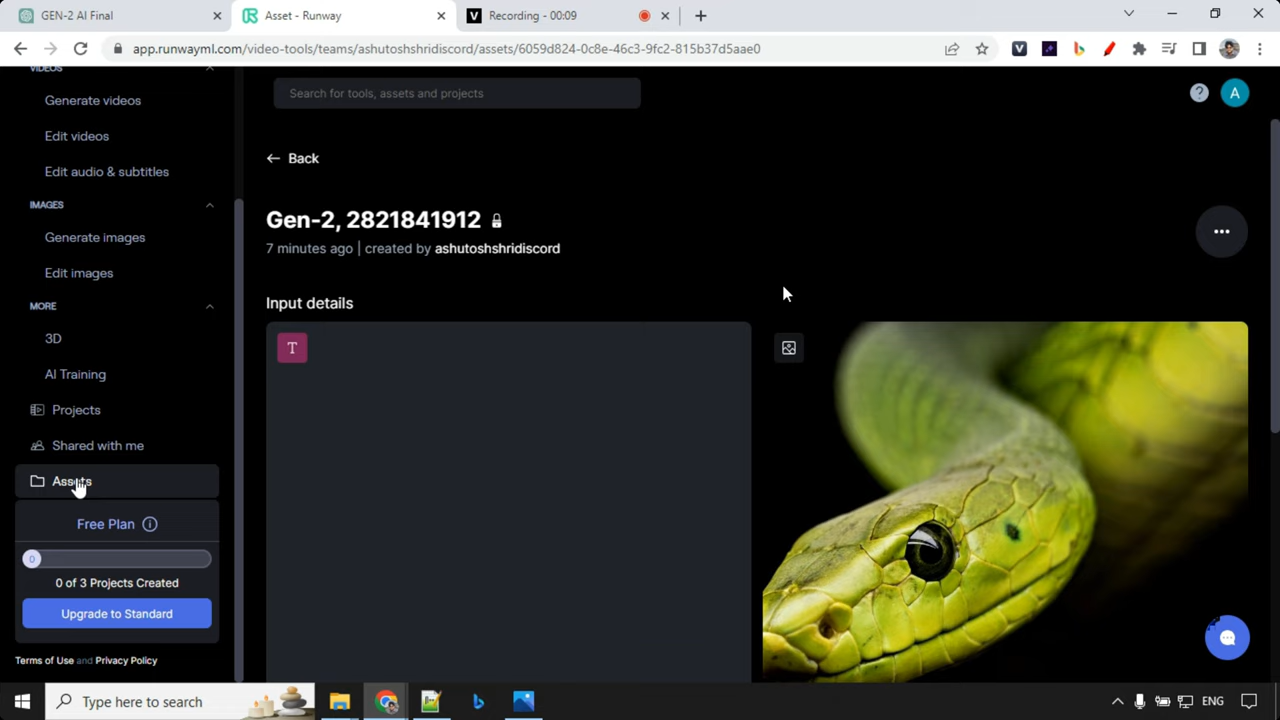 GEN-2 AI Final
Asset - Runway
Recording - 00:09
app.runwayml.com/video-tools/teams/ashutoshshridiscord/assets/6059d824-0c8e-46c3-9fc2-815b37d5aae0
VIDEOS
Generate videos
Edit videos
Edit audio & subtitles
IMAGES
Generate images
Edit images
MORE
3D
AI Training
Projects
Shared with me
Assets
Free Plan
0
0 of 3 Projects Created
Upgrade to Standard
Terms of Use and Privacy Policy
Search for tools, assets and projects
A
Back
Gen-2, 2821841912
7 minutes ago | created by ashutoshshridiscord
Input details
T
Type here to search
ENG